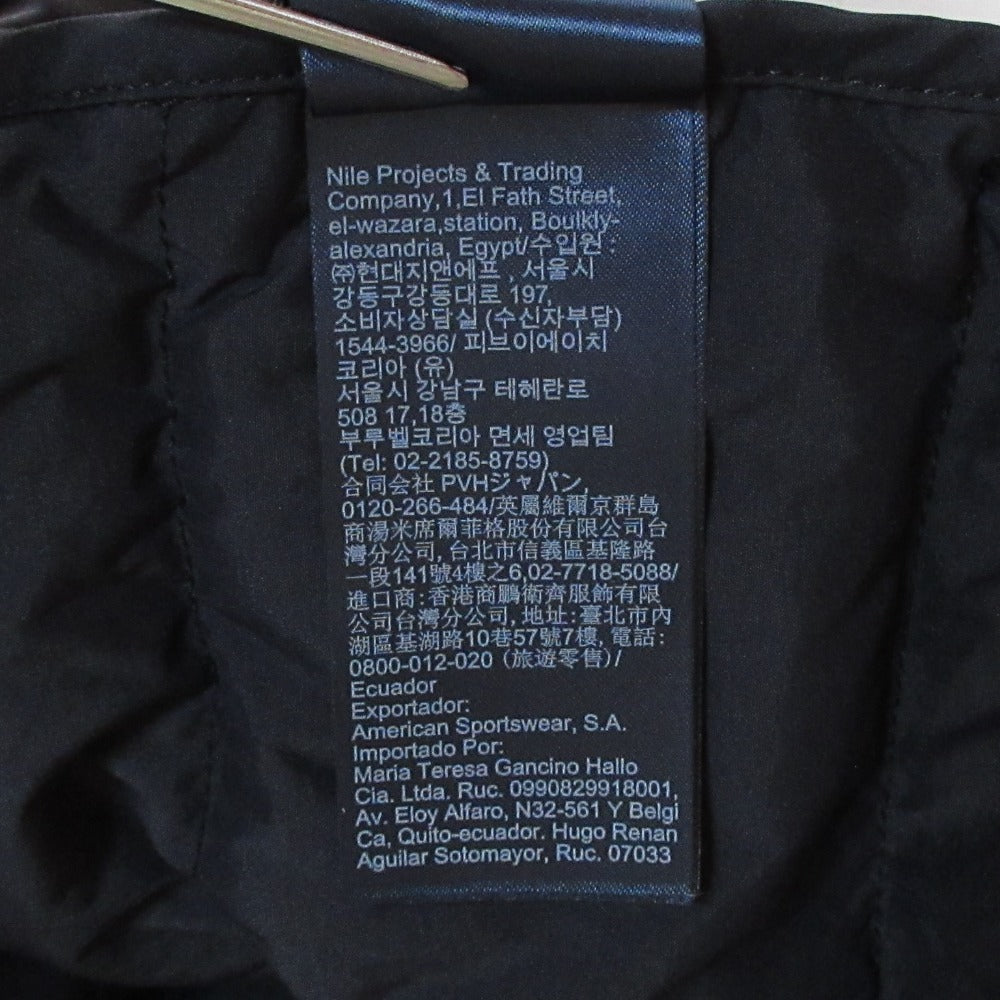 Nile Projects & Trading
Company,1,El Fath Street,
el-wazara,station, Boulkly-
alexandria, Egypt/수입원 :
㈜현대지앤에프 , 서울시
강동구강동대로 197,
소비자상담실 (수신자부담)
1544-3966/ 피브이에이치
코리아 (유)
서울시 강남구 테헤란로
508 17,18층
부루벨코리아 면세 영업팀
(Tel: 02-2185-8759)
合同会社 PVHジャパン,
0120-266-484/英屬維爾京群島
商湯米席爾菲格股份有限公司台
灣分公司, 台北市信義區基隆路
一段141號4樓之6,02-7718-5088/
進口商:香港商鵬衛齊服飾有限
公司台灣分公司, 地址: 臺北市內
湖區基湖路10巷57號7樓, 電話:
0800-012-020 (旅遊零售)/
Ecuador
Exportador:
American Sportswear, S.A.
Importado Por:
Maria Teresa Gancino Hallo
Cia. Ltda. Ruc. 0990829918001,
Av. Eloy Alfaro, N32-561 Y Belgi
Ca, Quito-ecuador. Hugo Renan
Aguilar Sotomayor, Ruc. 07033